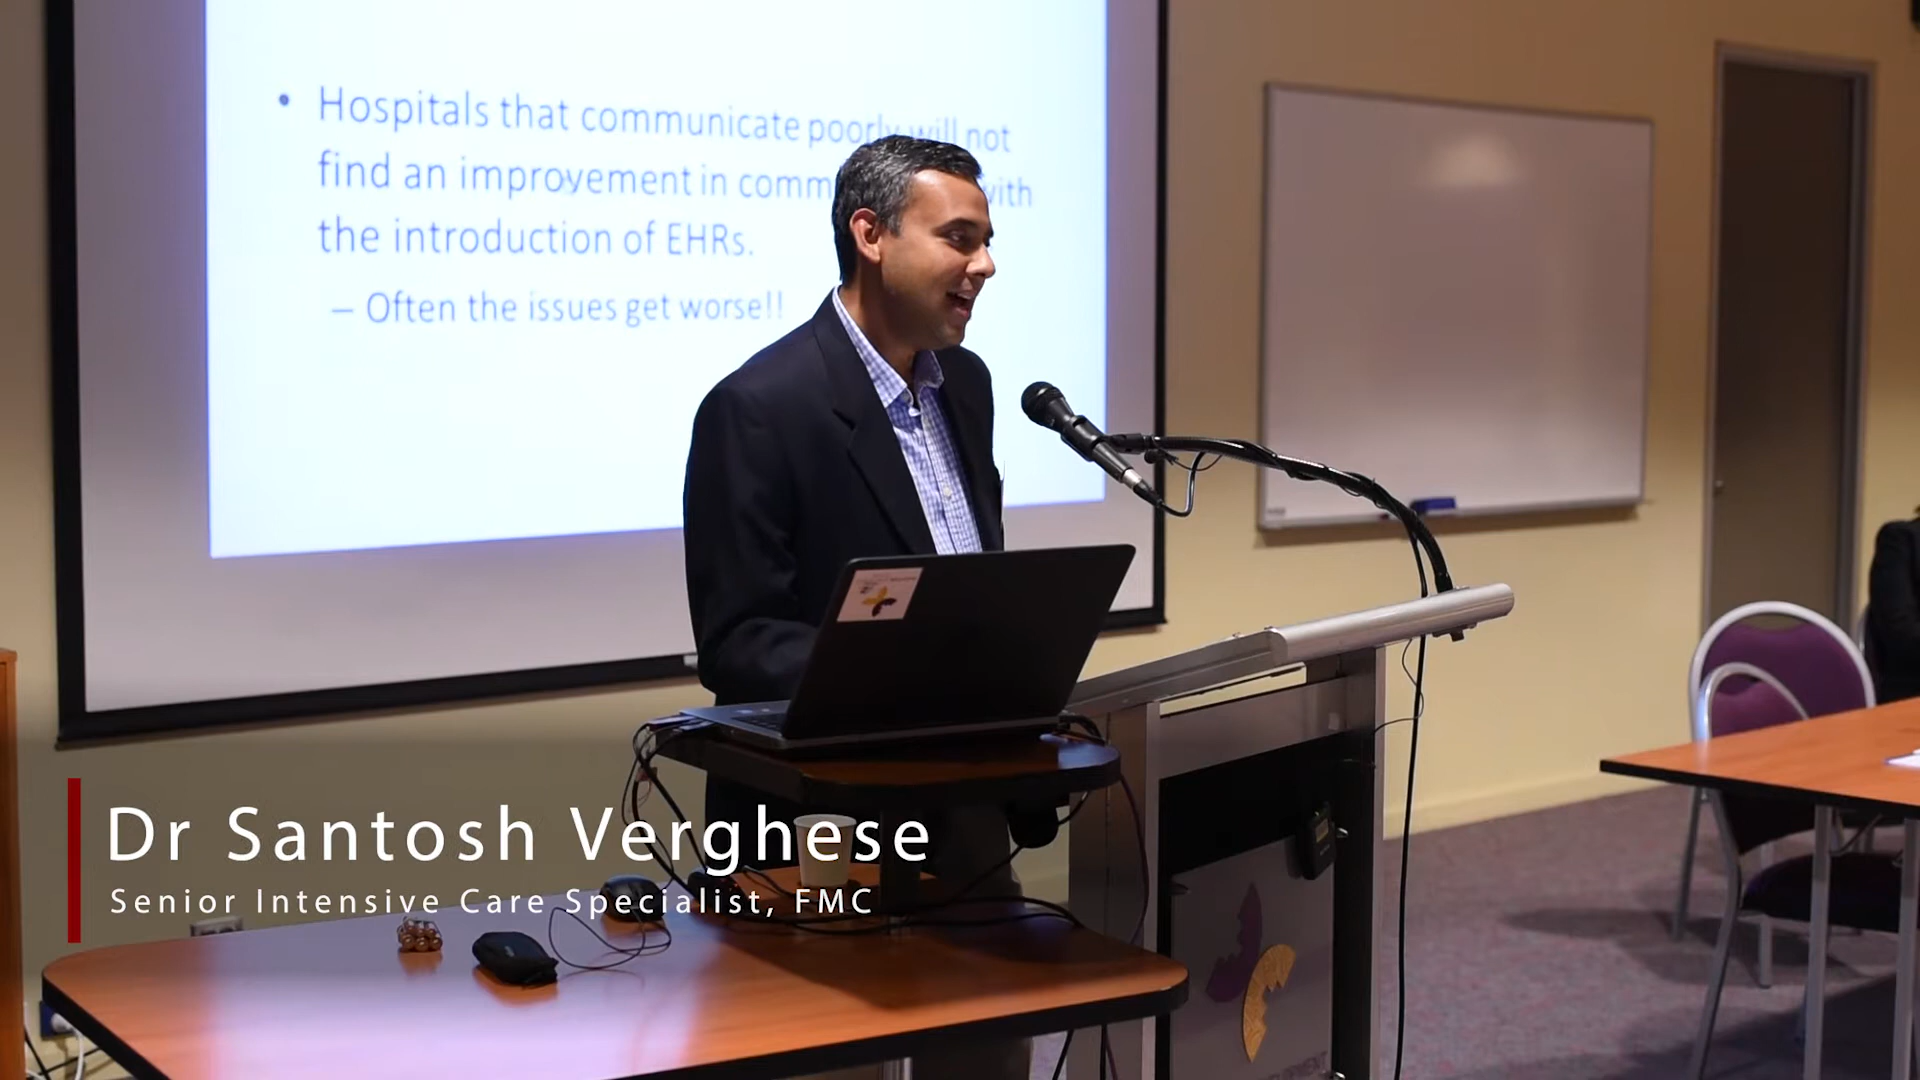 • Hospitals that communicate poorly will not
find an improvement in comm with
the introduction of EHRs.
– Often the issues get worse!!
Dr Santosh Verghese
Senior Intensive Care Specialist, FMC